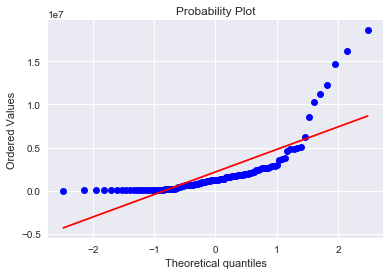 Probability Plot
1e7
1.5
1.0
0.5
0.0
−0.5
Ordered Values
−2
−1
0
1
2
Theoretical quantiles